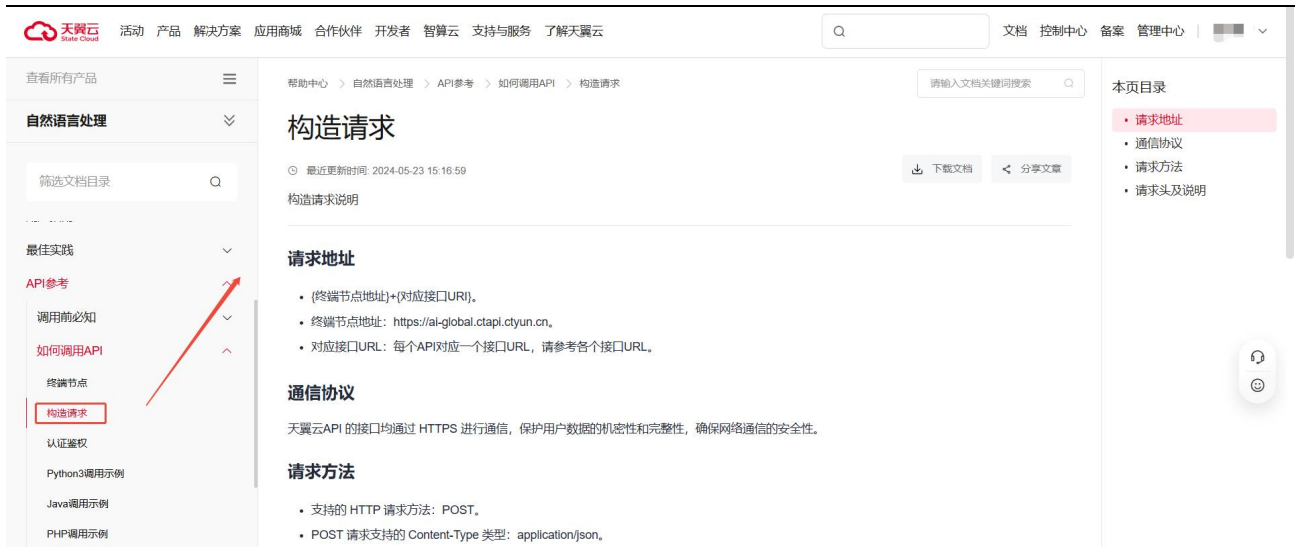 天翼云
State Cloud
活动 产品 解决方案 应用商城 合作伙伴 开发者 智算云 支持与服务 了解天翼云
文档 控制中心 备案 管理中心
查看所有产品
自然语言处理
筛选文档目录
最佳实践
API参考
调用前必知
如何调用API
终端节点
构造请求
认证鉴权
Python3调用示例
Java调用示例
PHP调用示例
帮助中心 > 自然语言处理 > API参考 > 如何调用API > 构造请求
请输入文档关键词搜索
构造请求
最近更新时间: 2024-05-23 15:16:59
下载文档
分享文章
构造请求说明
请求地址
• {终端节点地址}+{对应接口URI}。
• 终端节点地址：https://ai-global.ctapi.ctyun.cn。
• 对应接口URL：每个API对应一个接口URL，请参考各个接口URL。
通信协议
天翼云API 的接口均通过 HTTPS 进行通信，保护用户数据的机密性和完整性，确保网络通信的安全性。
请求方法
• 支持的 HTTP 请求方法：POST。
• POST 请求支持的 Content-Type 类型：application/json。
本页目录
• 请求地址
• 通信协议
• 请求方法
• 请求头及说明